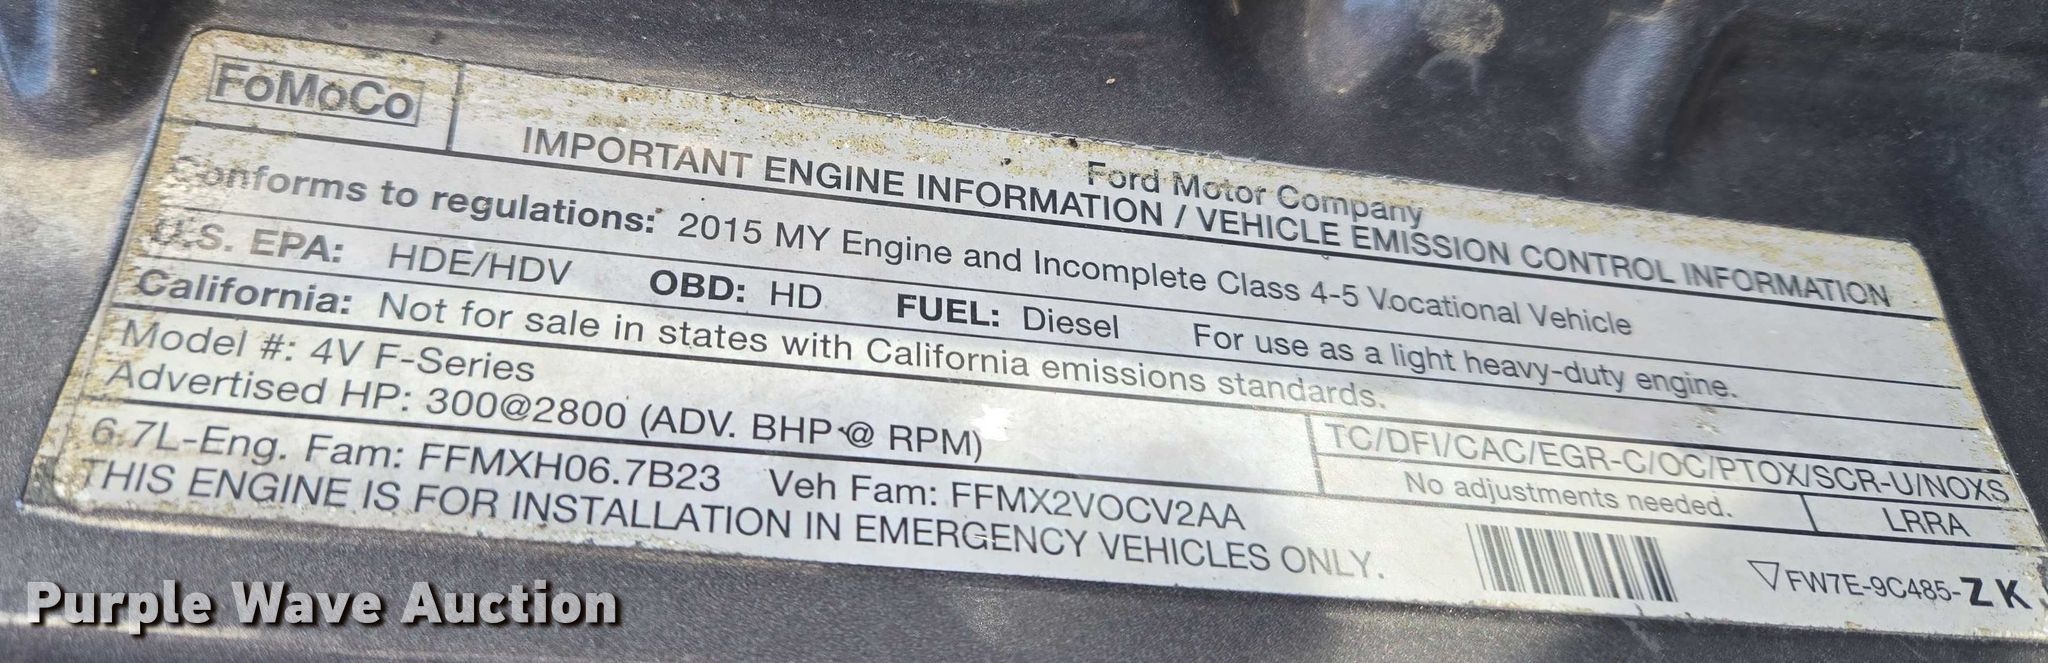 FoMoCo
Ford Motor Company
IMPORTANT ENGINE INFORMATION / VEHICLE EMISSION CONTROL INFORMATION
Conforms to regulations: 2015 MY Engine and Incomplete Class 4-5 Vocational Vehicle
U.S. EPA: HDE/HDV OBD: HD FUEL: Diesel For use as a light heavy-duty engine.
California: Not for sale in states with California emissions standards.
Model #: 4V F-Series
Advertised HP: 300@2800 (ADV. BHP @ RPM)
TC/DFI/CAC/EGR-C/OC/PTOX/SCR-U/NOXS
6.7L-Eng. Fam: FFMXH06.7B23 Veh Fam: FFMX2VOCV2AA
No adjustments needed.
LRRA
THIS ENGINE IS FOR INSTALLATION IN EMERGENCY VEHICLES ONLY.
FW7E-9C485-ZK
Purple Wave Auction